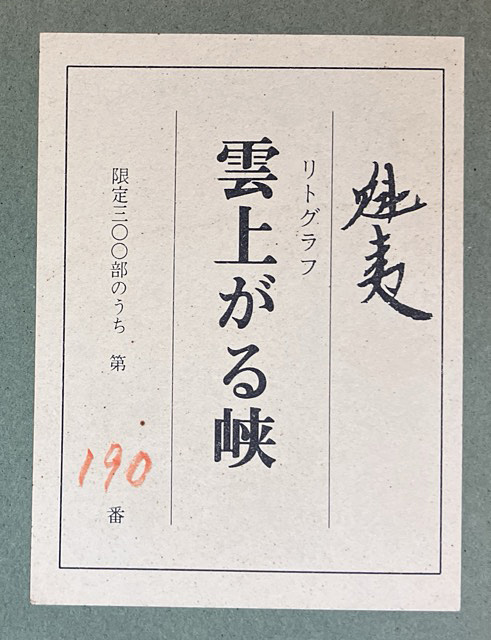 魁夷
リトグラフ
雲上がる峡
限定三〇〇部のうち 第 190 番